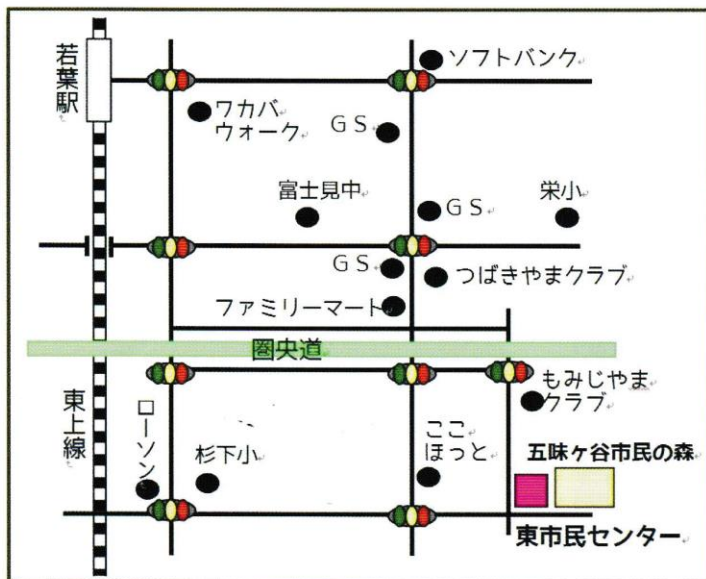 若葉駅
ソフトバンク
ワカバ
ウォーク
ＧＳ
富士見中
ＧＳ
栄小
ＧＳ
つばきやまクラブ
ファミリーマート
圏央道
もみじやま
クラブ
東上線
ローソン
杉下小
ここ
ほっと
五味ヶ谷市民の森
東市民センター